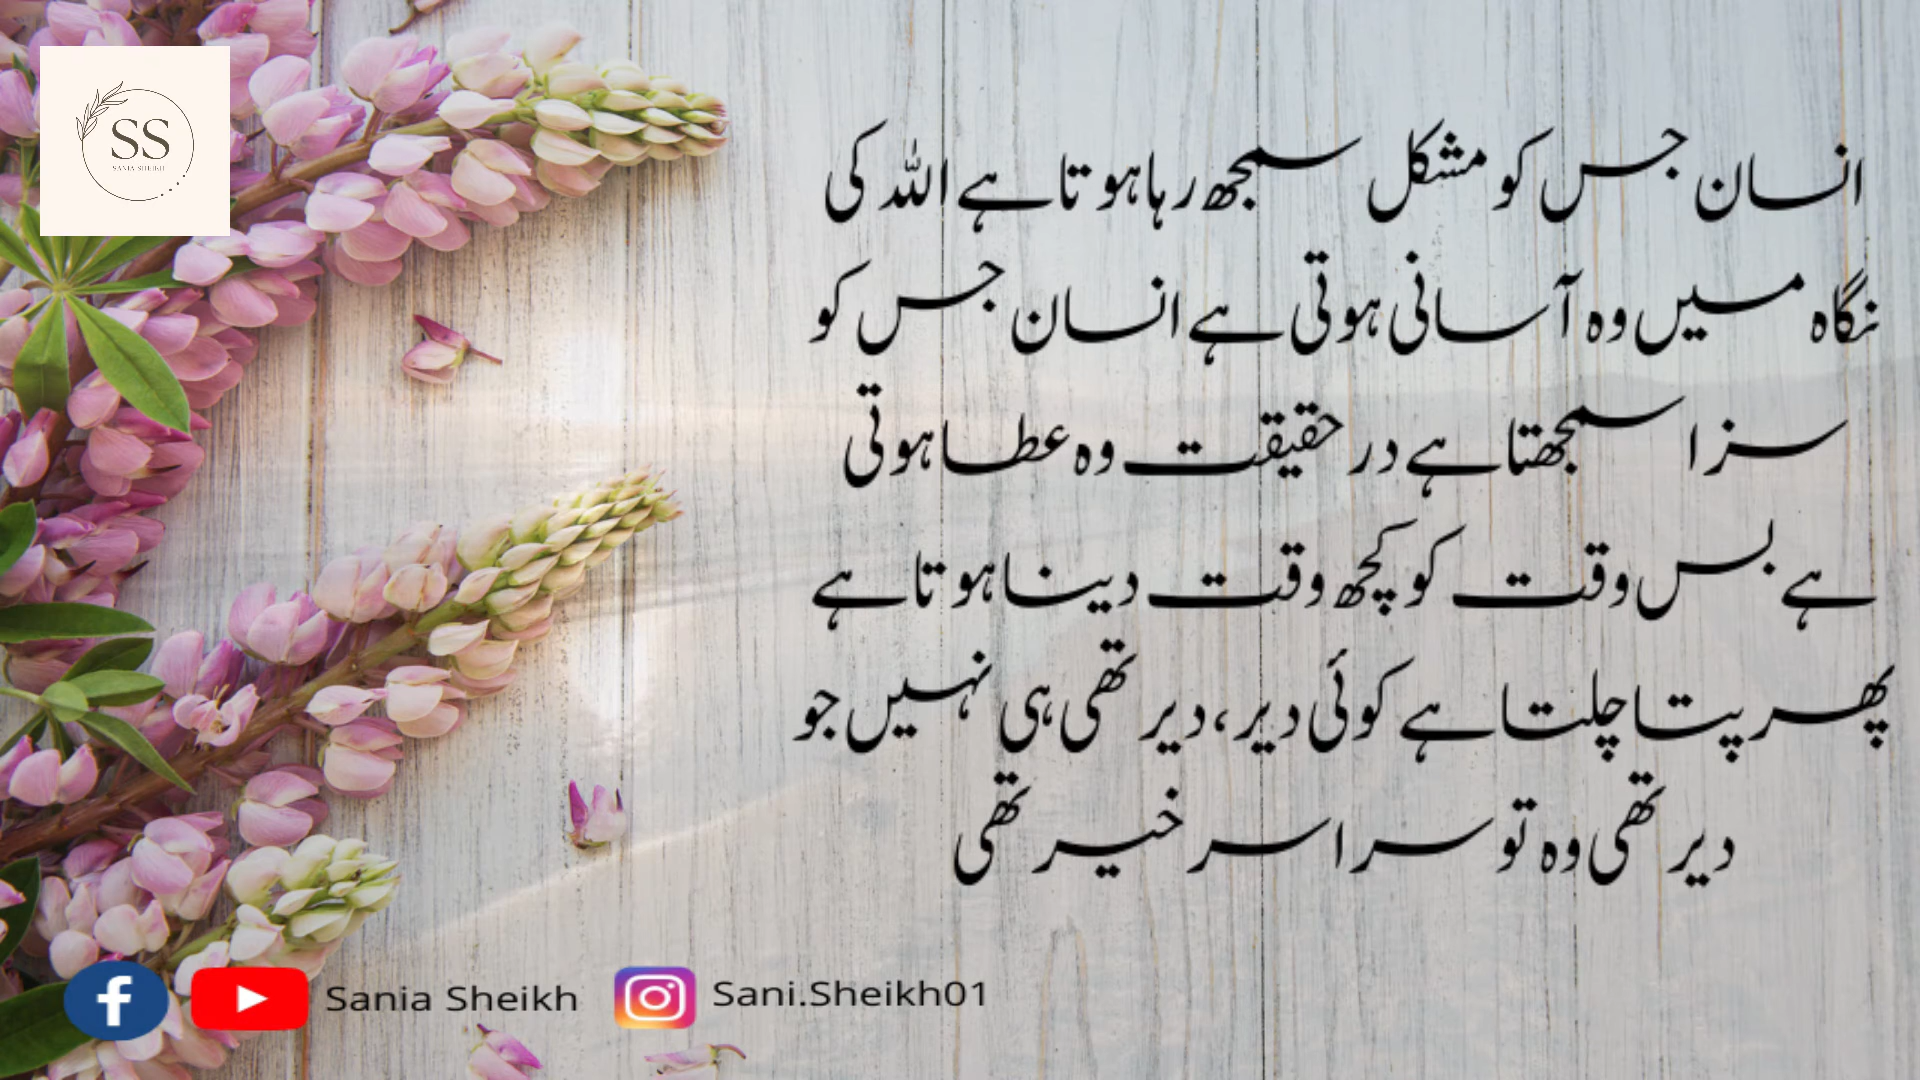 SS
SANIA SHEIKH
انسان جس کو مشکل سمجھ رہا ہوتا ہے اللہ کی
نگاہ میں وہ آسانی ہوتی ہے انسان جس کو
سزا سمجھتا ہے در حقیقت وہ عطا ہوتی
ہے بس وقت کو کچھ وقت دینا ہوتا ہے
پھر پتا چلتا ہے کوئی دیر، دیر تھی ہی نہیں جو
دیر تھی وہ تو سراسر خیر تھی
Sania Sheikh
Sani.Sheikh01